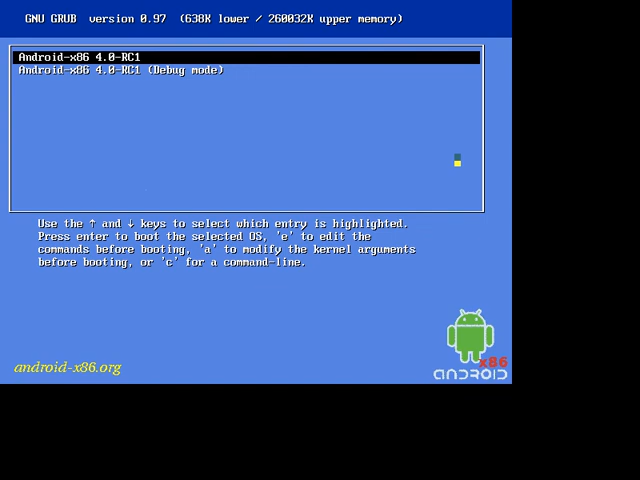 GNU GRUB version 0.97 (638K lower / 260032K upper memory)
Android-x86 4.0-RC1
Android-x86 4.0-RC1 (Debug mode)
Use the ↑ and ↓ keys to select which entry is highlighted.
Press enter to boot the selected OS, 'e' to edit the
commands before booting, 'a' to modify the kernel arguments
before booting, or 'c' for a command-line.
android-x86.org
x86
ANDROID